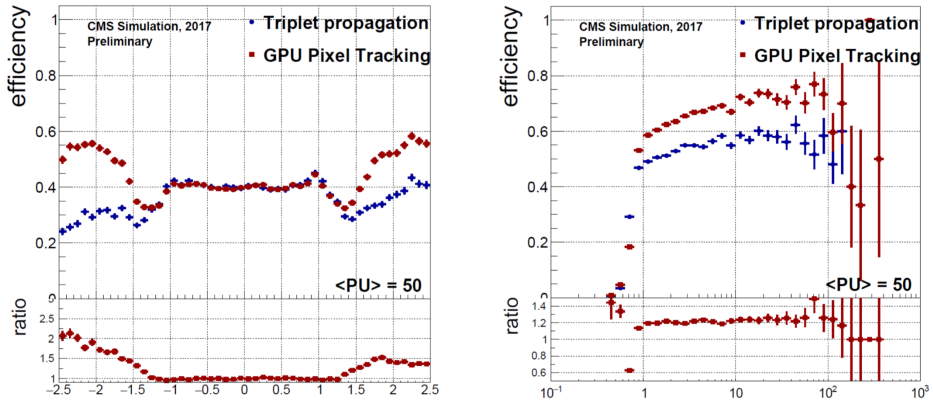 efficiency
CMS Simulation, 2017
Preliminary
Triplet propagation
GPU Pixel Tracking
1
0.8
0.6
0.4
0.2
0
<PU> = 50
ratio
2.5
2
1.5
1
−2.5 −2 −1.5 −1 −0.5 0 0.5 1 1.5 2 2.5
efficiency
CMS Simulation, 2017
Preliminary
Triplet propagation
GPU Pixel Tracking
1
0.8
0.6
0.4
0.2
0
<PU> = 50
ratio
1.4
1.2
1
0.8
0.6
10⁻¹ 1 10 10² 10³